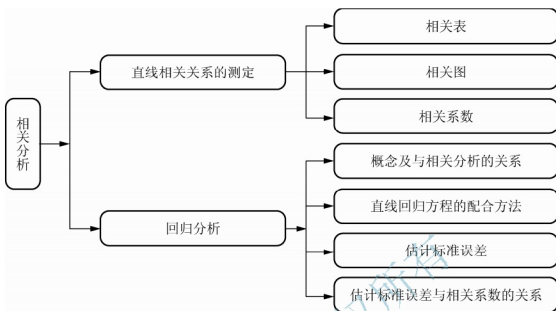 相关分析
直线相关关系的测定
相关表
相关图
相关系数
回归分析
概念及与相关分析的关系
直线回归方程的配合方法
估计标准误差
估计标准误差与相关系数的关系
所有